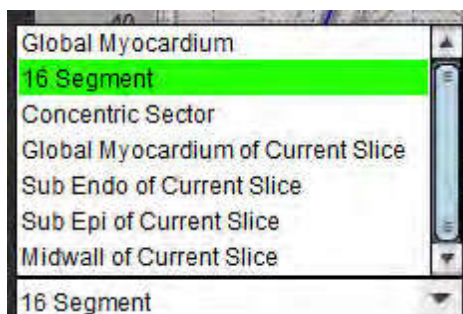 40
Global Myocardium
16 Segment
Concentric Sector
Global Myocardium of Current Slice
Sub Endo of Current Slice
Sub Epi of Current Slice
Midwall of Current Slice
16 Segment